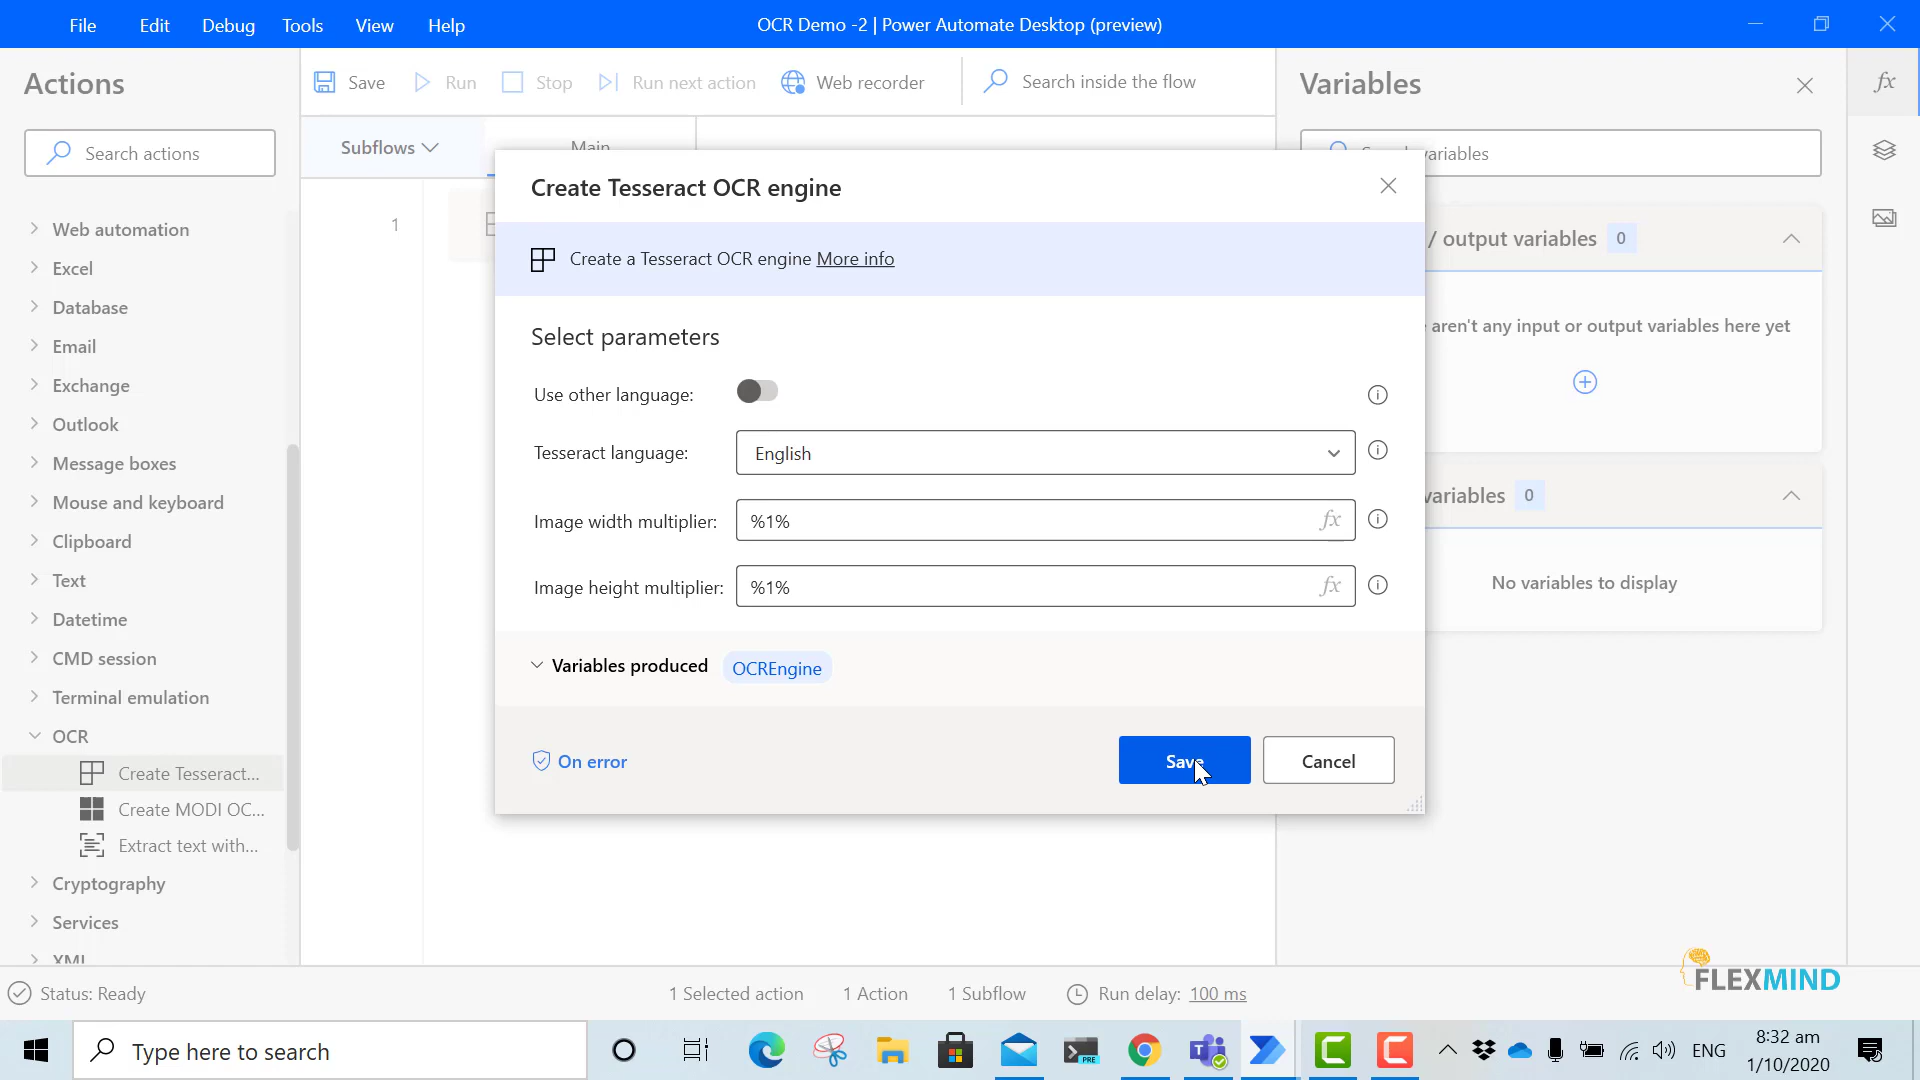 File Edit Debug Tools View Help
OCR Demo -2 | Power Automate Desktop (preview)
Actions
Search actions
Web automation
Excel
Database
Email
Exchange
Outlook
Message boxes
Mouse and keyboard
Clipboard
Text
Datetime
CMD session
Terminal emulation
OCR
Create Tesseract...
Create MODI OC...
Extract text with...
Cryptography
Services
XML
Save Run Stop Run next action Web recorder Search inside the flow
Subflows Main
1
Create Tesseract OCR engine
Create a Tesseract OCR engine More info
Select parameters
Use other language:
Tesseract language: English
Image width multiplier: %1% fx
Image height multiplier: %1% fx
Variables produced OCREngine
On error
Save Cancel
Variables
fx
variables
/ output variables 0
aren't any input or output variables here yet
variables 0
No variables to display
FLEXMIND
Status: Ready 1 Selected action 1 Action 1 Subflow Run delay: 100 ms
Type here to search
PRE
ENG
8:32 am
1/10/2020